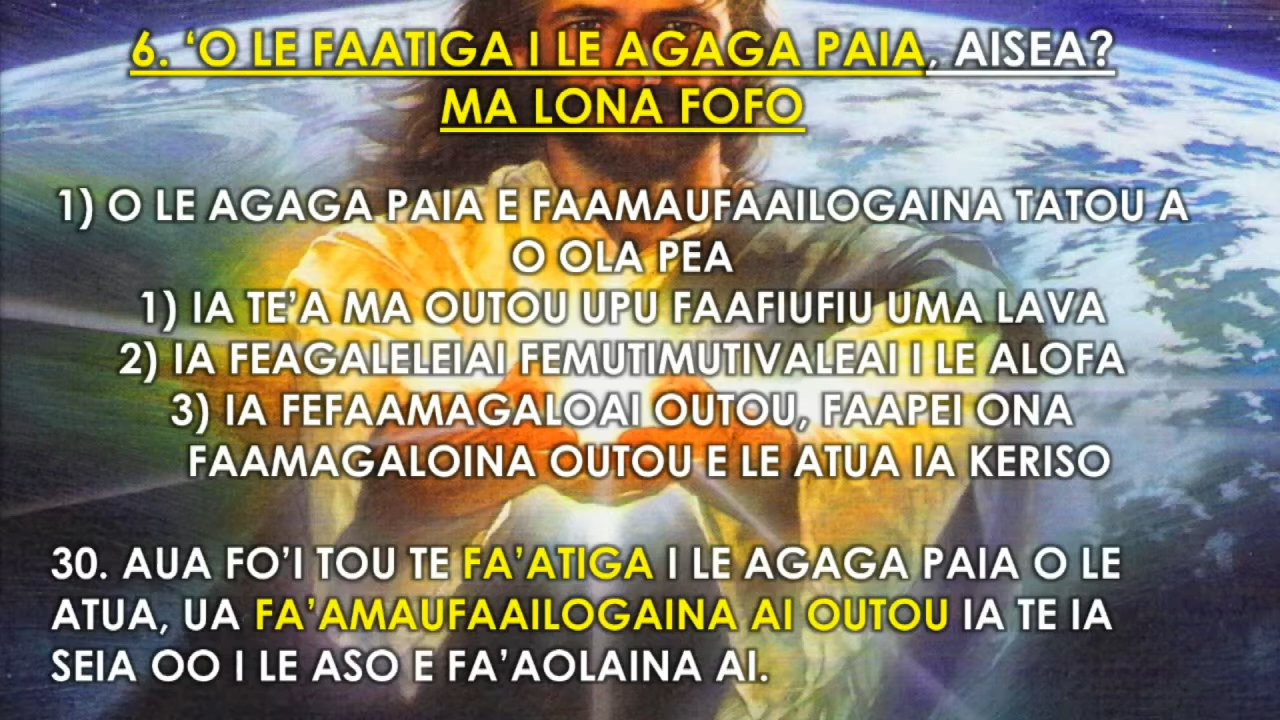 6. ‘O LE FAATIGA I LE AGAGA PAIA, AISEA?
MA LONA FOFO
1) O LE AGAGA PAIA E FAAMAUFAAILOGAINA TATOU A
O OLA PEA
1) IA TE’A MA OUTOU UPU FAAFIUFIU UMA LAVA
2) IA FEAGALELEIAI FEMUTIMUTIVALEAI I LE ALOFA
3) IA FEFAAMAGALOAI OUTOU, FAAPEI ONA
FAAMAGALOINA OUTOU E LE ATUA IA KERISO
30. AUA FO’I TOU TE FA’ATIGA I LE AGAGA PAIA O LE
ATUA, UA FA’AMAUFAAILOGAINA AI OUTOU IA TE IA
SEIA OO I LE ASO E FA’AOLAINA AI.